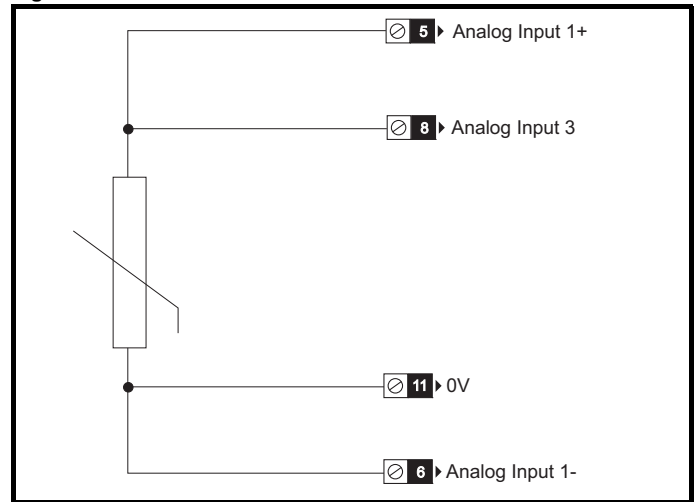 5 Analog Input 1+
8 Analog Input 3
11 0V
6 Analog Input 1-